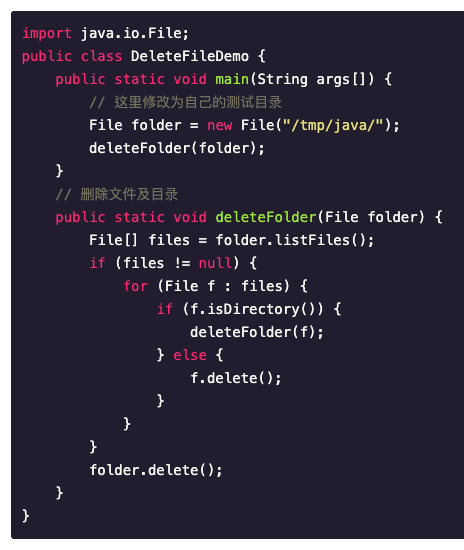 import java.io.File;
public class DeleteFileDemo {
    public static void main(String args[]) {
        // 这里修改为自己的测试目录
        File folder = new File("/tmp/java/");
        deleteFolder(folder);
    }
    // 删除文件及目录
    public static void deleteFolder(File folder) {
        File[] files = folder.listFiles();
        if (files != null) {
            for (File f : files) {
                if (f.isDirectory()) {
                    deleteFolder(f);
                } else {
                    f.delete();
                }
            }
        }
        folder.delete();
    }
}